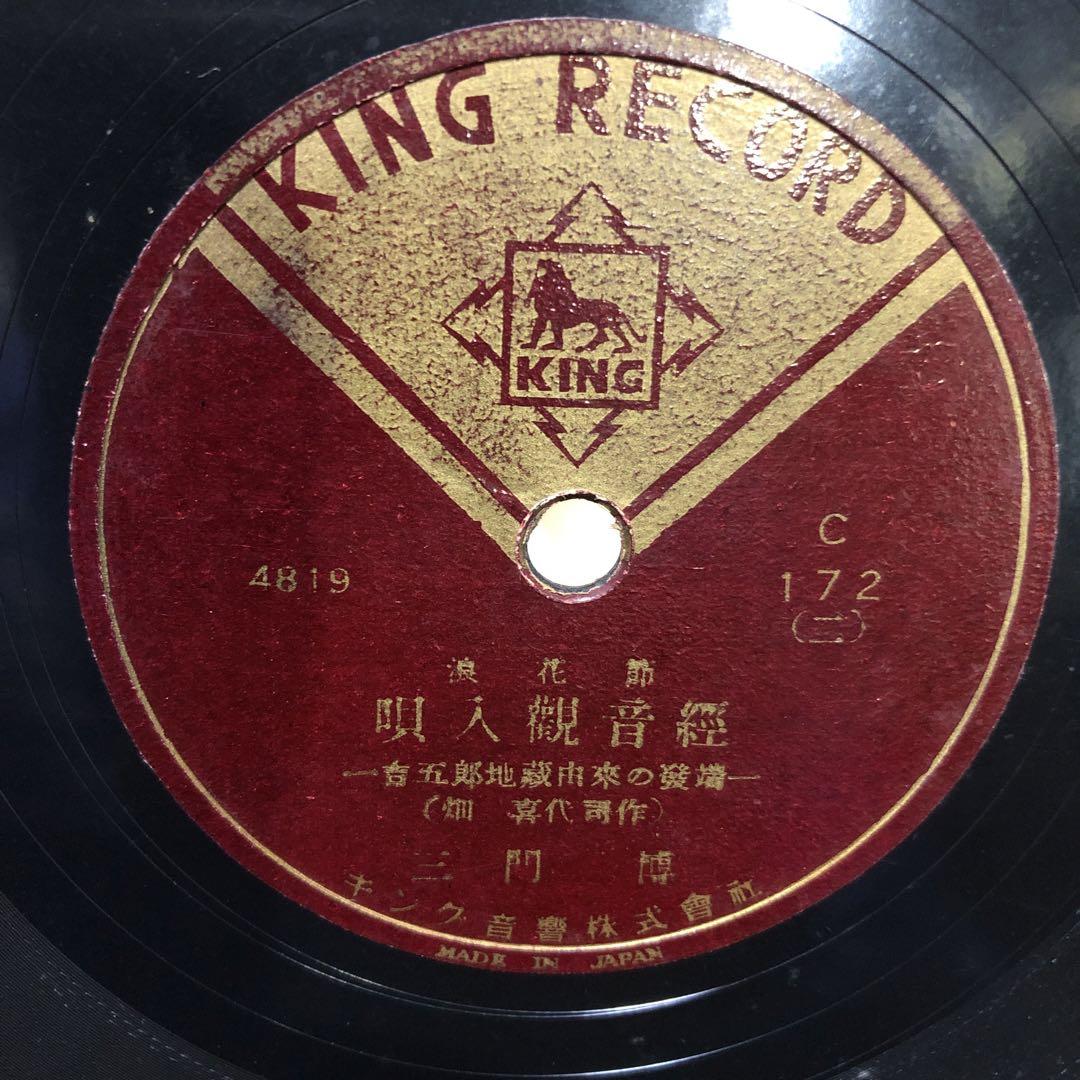 KING RECORD
KING
4819
C
172
(二)
浪花節
唄入觀音經
―吉五郎地蔵由來の發端―
(畑 喜代司作)
三門 博
キング音響株式會社
MADE IN JAPAN